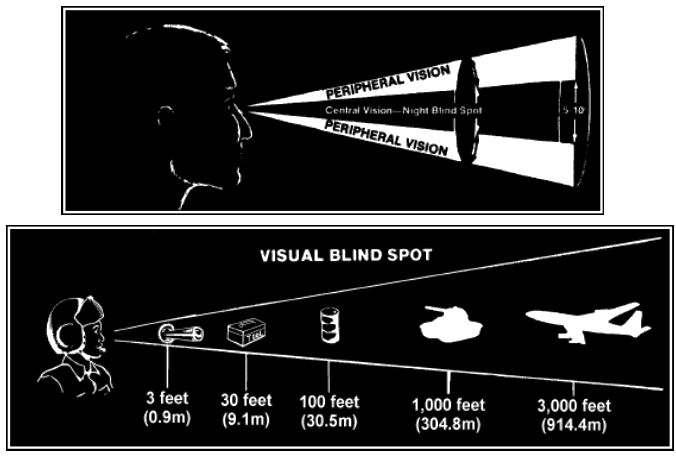 PERIPHERAL VISION
Central Vision—Night Blind Spot
5-10°
PERIPHERAL VISION
VISUAL BLIND SPOT
TOOL
3 feet
(0.9m)
30 feet
(9.1m)
100 feet
(30.5m)
1,000 feet
(304.8m)
3,000 feet
(914.4m)